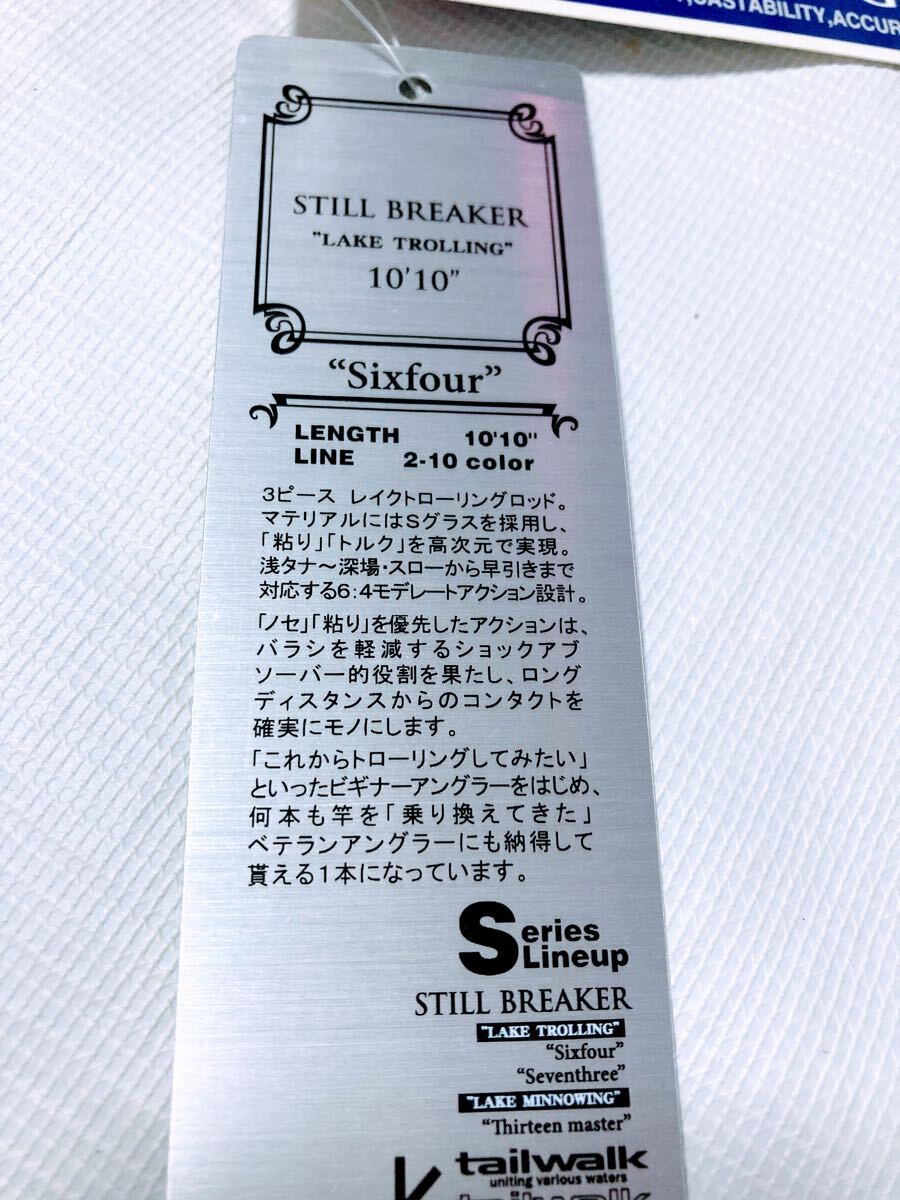 ,CASTABILITY,ACCUR
STILL BREAKER
"LAKE TROLLING"
10'10"
“Sixfour”
LENGTH 10'10"
LINE 2-10 color
3ピース レイクトローリングロッド。
マテリアルにはSグラスを採用し、
「粘り」「トルク」を高次元で実現。
浅タナ〜深場・スローから早引きまで
対応する6:4モデレートアクション設計。
「ノセ」「粘り」を優先したアクションは、
バラシを軽減するショックアブ
ソーバー的役割を果たし、ロング
ディスタンスからのコンタクトを
確実にモノにします。
「これからトローリングしてみたい」
といったビギナーアングラーをはじめ、
何本も竿を「乗り換えてきた」
ベテランアングラーにも納得して
貰える1本になっています。
Series Lineup
STILL BREAKER
"LAKE TROLLING"
“Sixfour”
“Seventhree”
"LAKE MINNOWING"
“Thirteen master”
tailwalk
uniting various waters